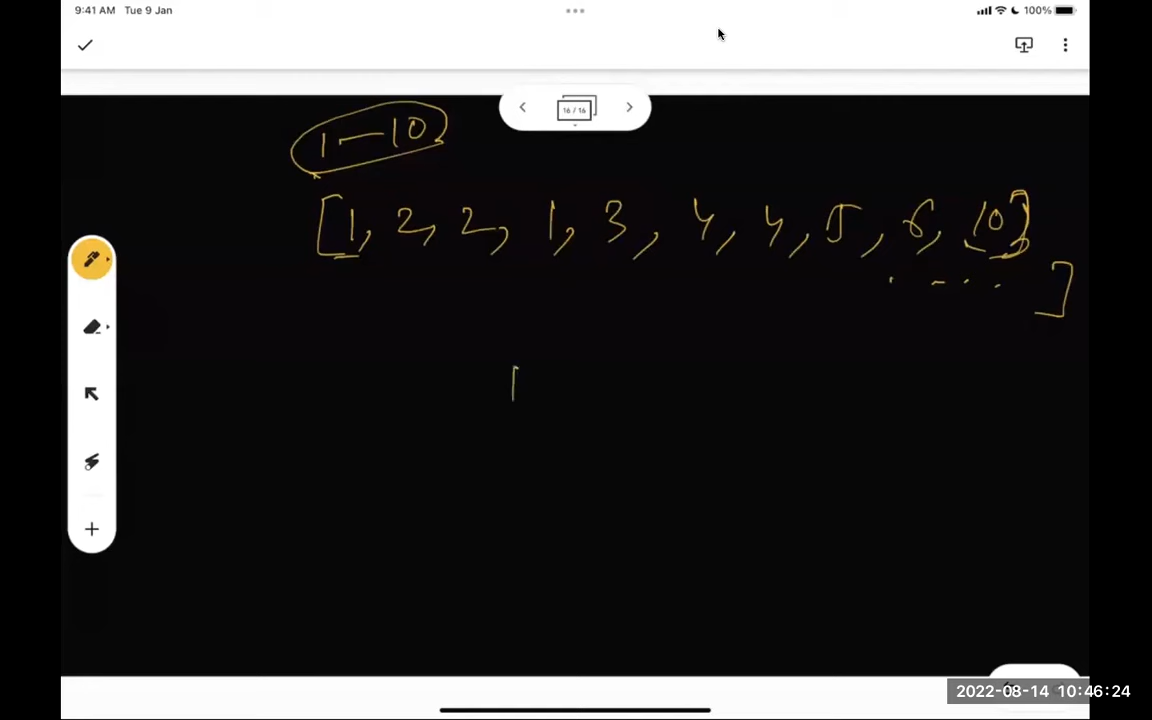 9:41 AM Tue 9 Jan
100%
16 / 16
1 — 10
[1, 2, 2, 1, 3, 4, 4, 5, 6, 10]
. - . . ]
|
2022-08-14 10:46:24